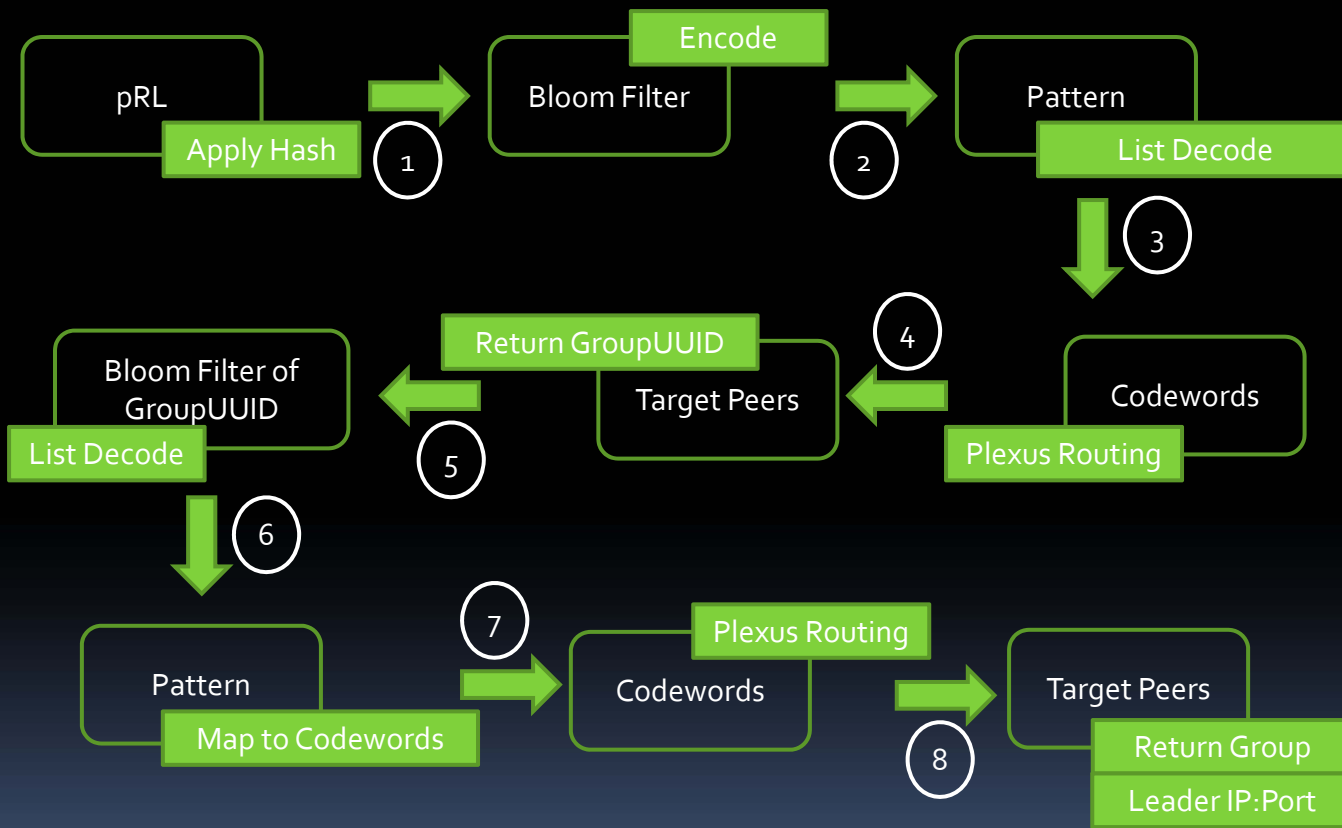 pRL
Apply Hash
1
Encode
Bloom Filter
2
Pattern
List Decode
3
Codewords
Plexus Routing
4
Return GroupUUID
Target Peers
5
Bloom Filter of
GroupUUID
List Decode
6
Pattern
Map to Codewords
7
Plexus Routing
Codewords
8
Target Peers
Return Group
Leader IP:Port